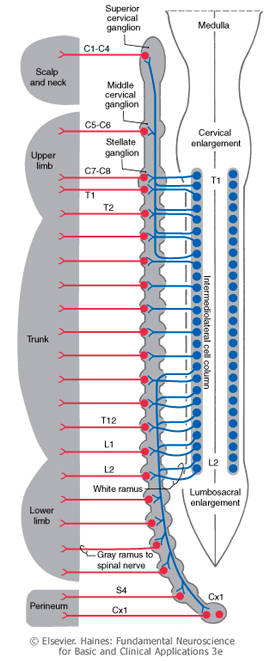 Superior
cervical
ganglion
Medulla
C1-C4
Scalp
and neck
Middle
cervical
ganglion
C5-C6
Cervical
enlargement
Stellate
ganglion
Upper
limb
C7-C8
T1
T1
T2
Intermediolateral cell column
Trunk
T12
L1
L2
L2
White ramus
Lumbosacral
enlargement
Lower
limb
Gray ramus to
spinal nerve
S4
Cx1
Perineum
Cx1
© Elsevier. Haines: Fundamental Neuroscience
for Basic and Clinical Applications 3e